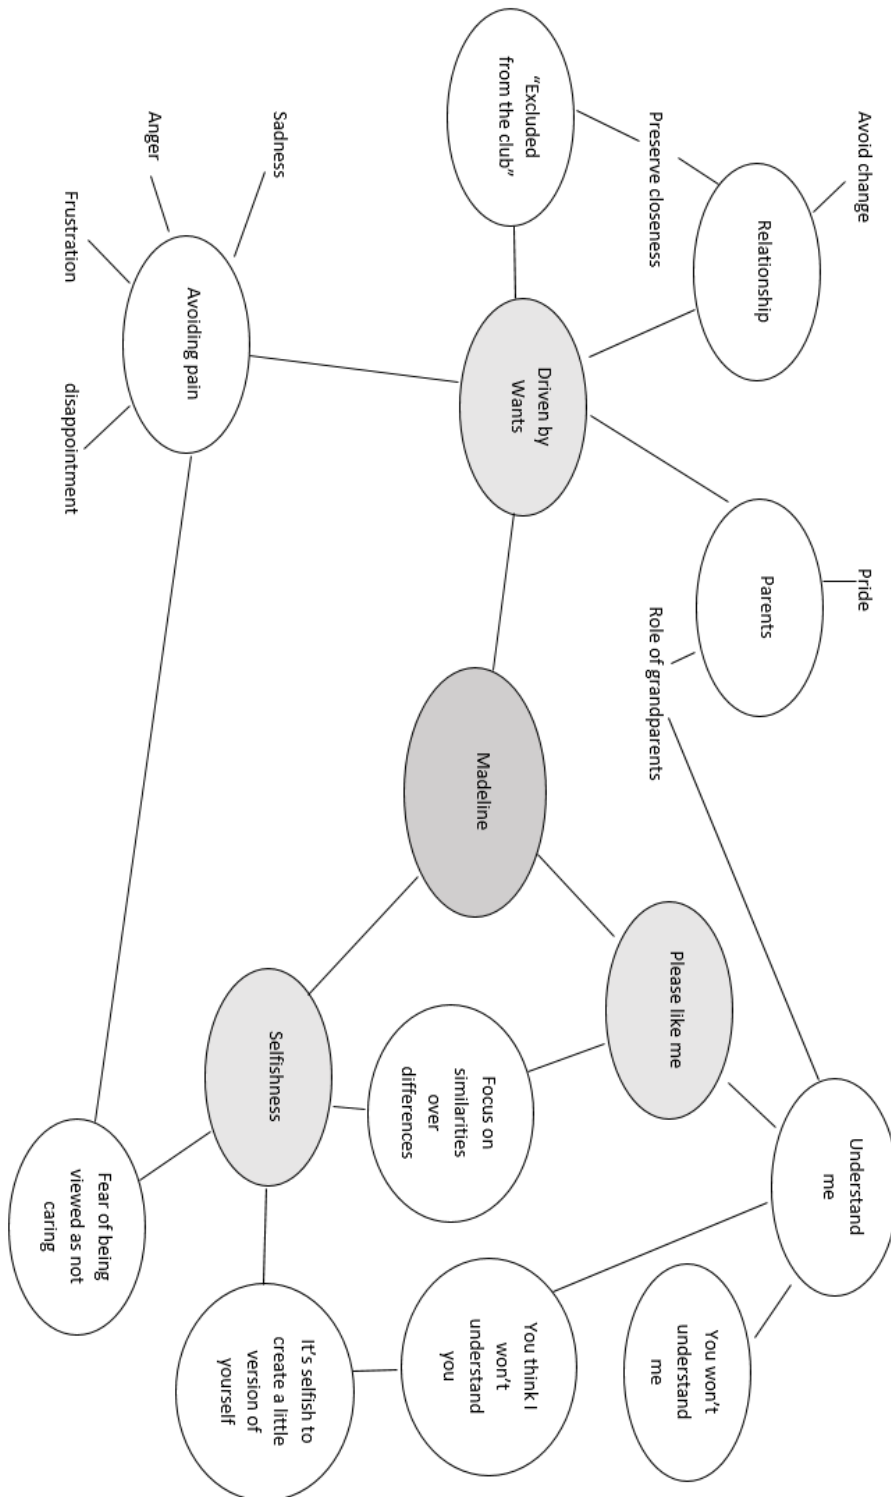 Avoid change
Relationship
Preserve closeness
“Excluded
from the club”
Pride
Parents
Role of grandparents
Driven by
Wants
Sadness
Anger
Frustration
disappointment
Avoiding pain
Madeline
Understand
me
Please like me
You won’t
understand
me
Focus on
similarities
over
differences
You think I
won’t
understand
you
Selfishness
It’s selfish to
create a little
version of
yourself
Fear of being
viewed as not
caring